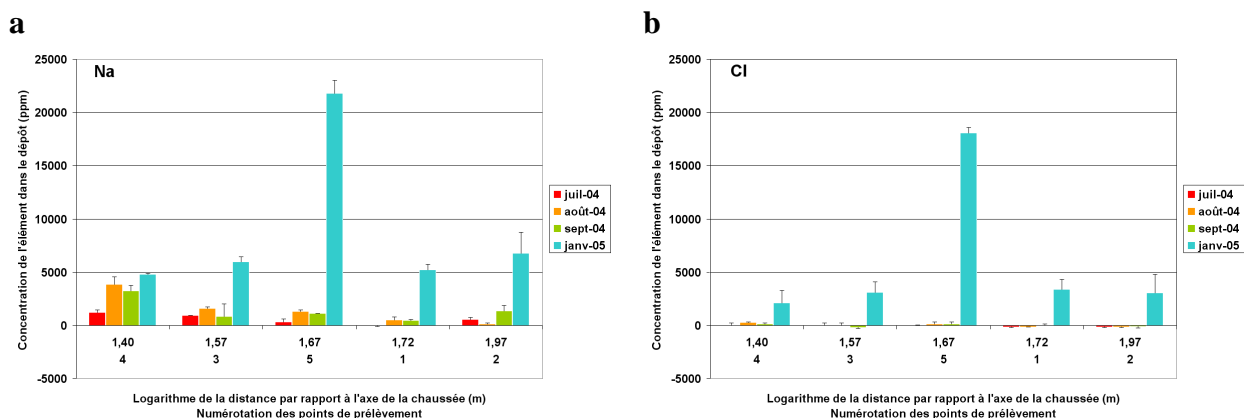 a
Na
Concentration de l'élément dans le dépôt (ppm)
25000
20000
15000
10000
5000
0
-5000
1,40 1,57 1,67 1,72 1,97
4 3 5 1 2
Logarithme de la distance par rapport à l'axe de la chaussée (m)
Numérotation des points de prélèvement
juil-04
août-04
sept-04
janv-05
b
Cl
Concentration de l'élément dans le dépôt (ppm)
25000
20000
15000
10000
5000
0
-5000
1,40 1,57 1,67 1,72 1,97
4 3 5 1 2
Logarithme de la distance par rapport à l'axe de la chaussée (m)
Numérotation des points de prélèvement
juil-04
août-04
sept-04
janv-05